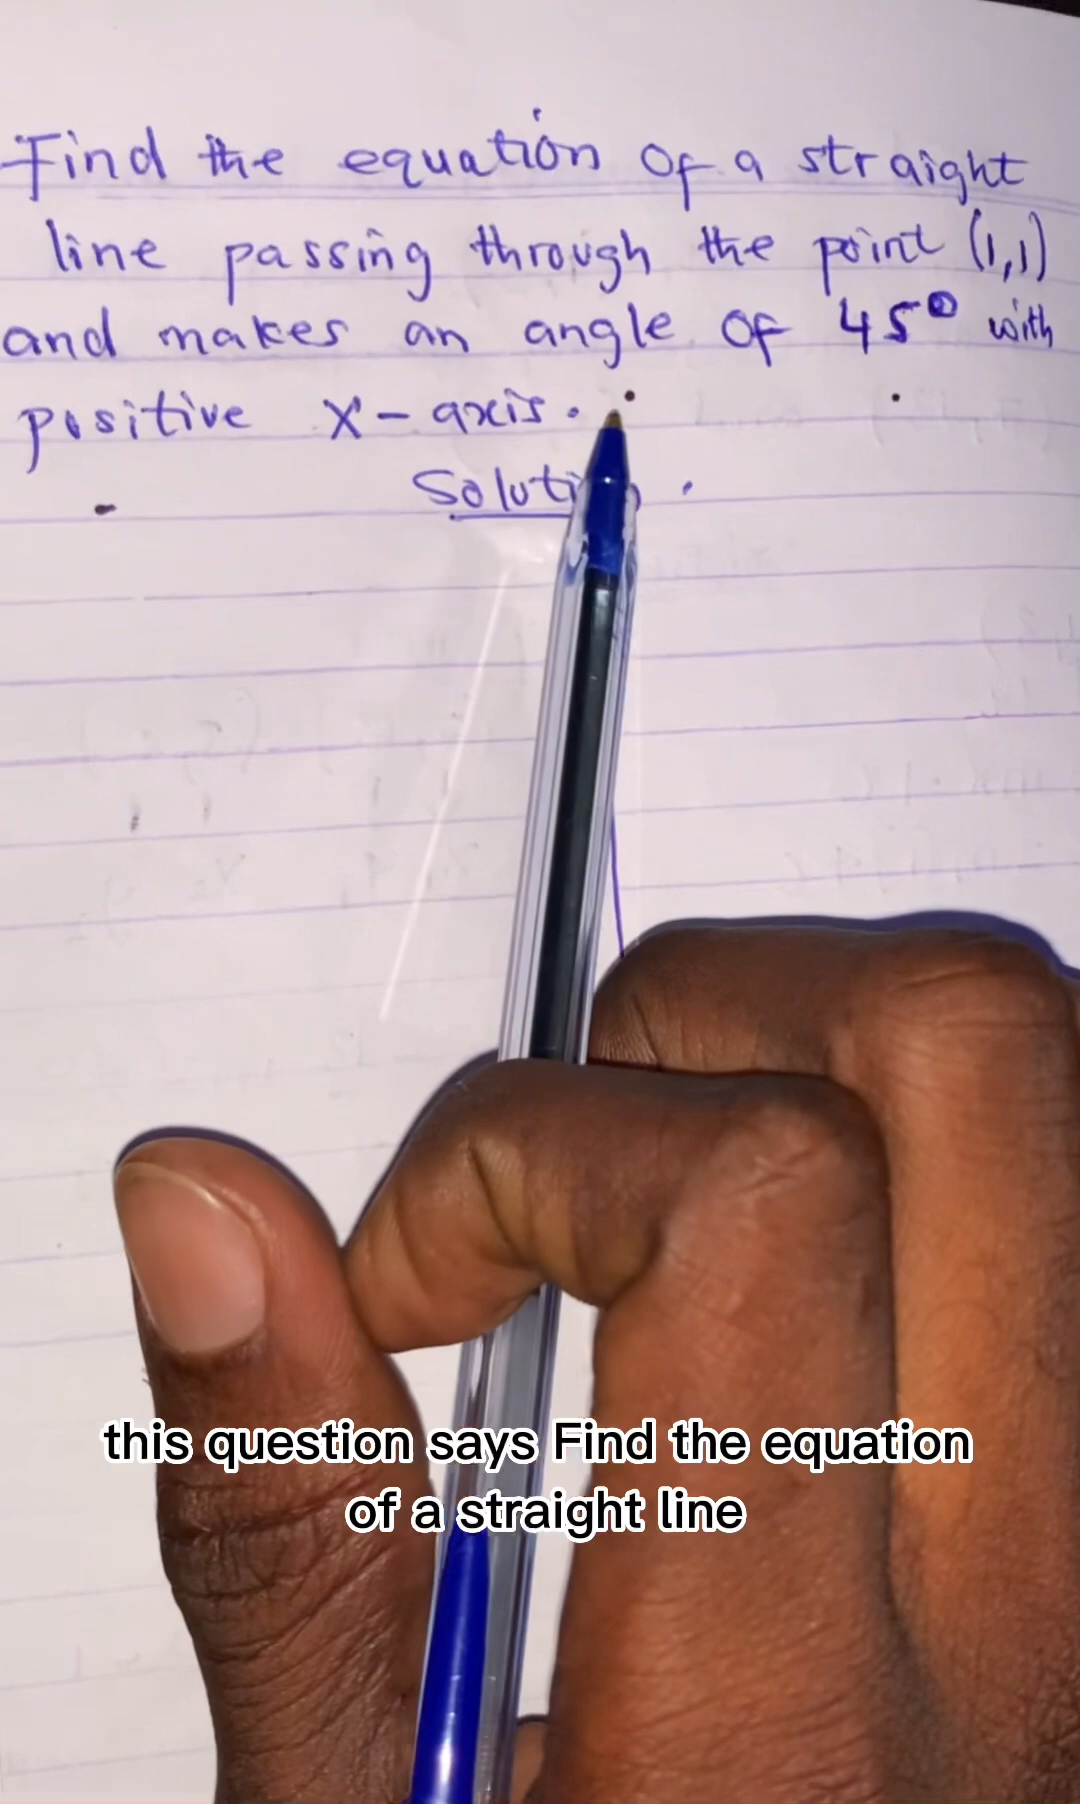 Find the equation of a straight
line passing through the point (1,1)
and makes an angle of 45° with
positive x-axis.
Solution
this question says Find the equation
of a straight line